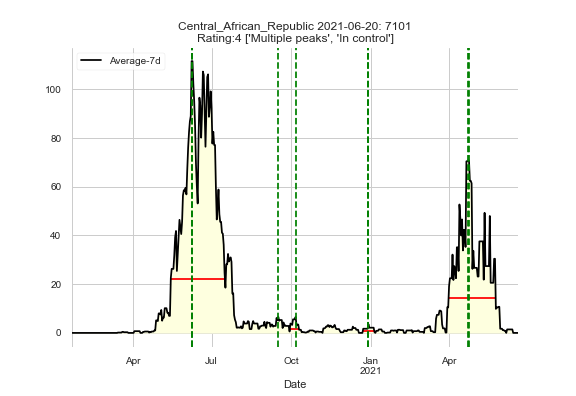 Central_African_Republic 2021-06-20: 7101
Rating:4 ['Multiple peaks', 'In control']
Average-7d
100
80
60
40
20
0
Apr
Jul
Oct
Jan
2021
Apr
Date